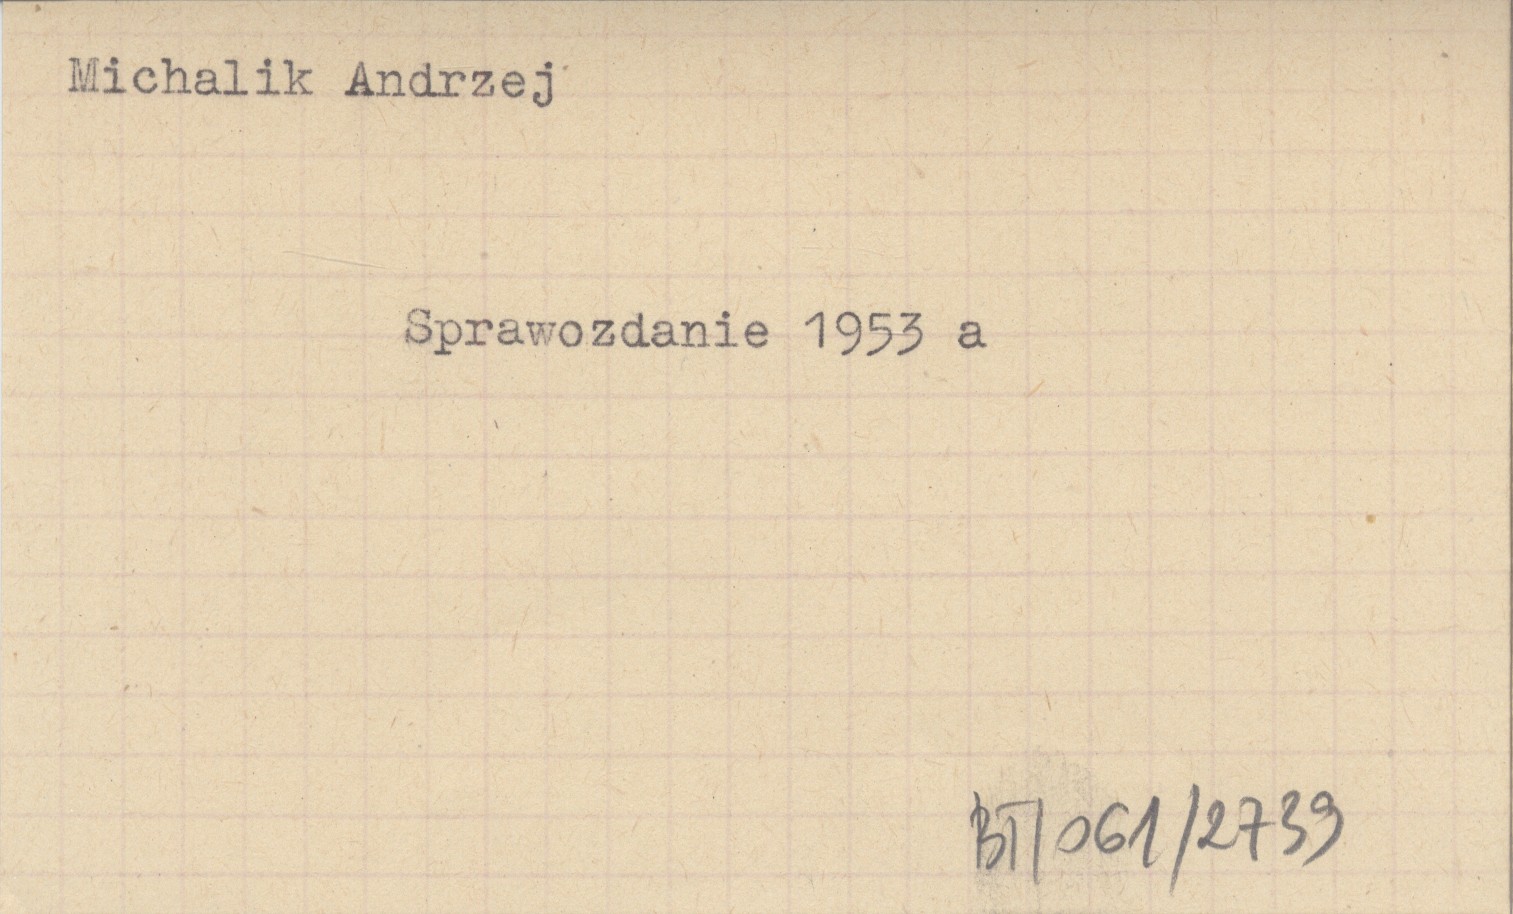 Michalik Andrzej
Sprawozdanie 1953 a
BT/061/2739